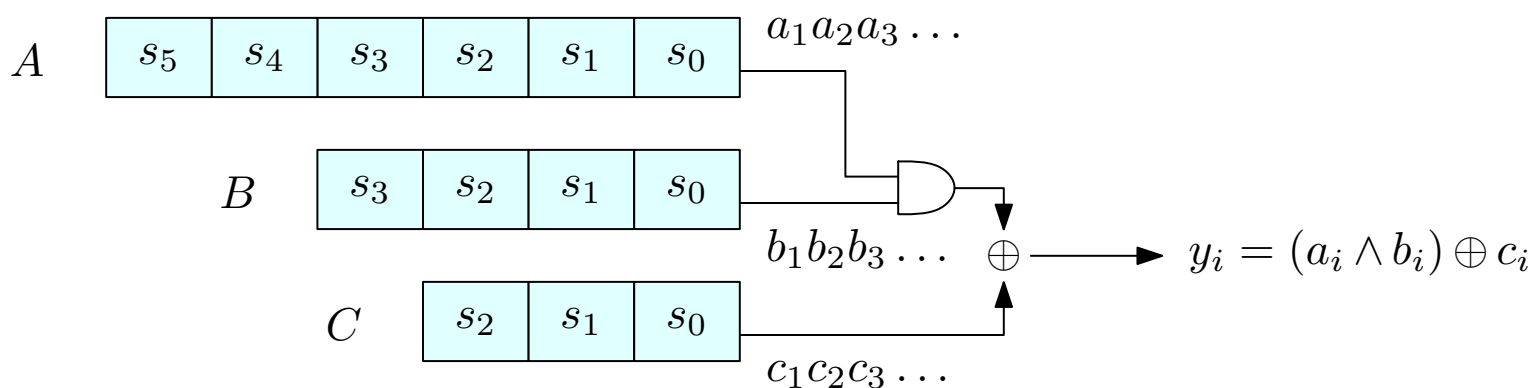 a₁a₂a₃ …
A s₅ s₄ s₃ s₂ s₁ s₀
B s₃ s₂ s₁ s₀
b₁b₂b₃ … ⊕ yᵢ = (aᵢ ∧ bᵢ) ⊕ cᵢ
C s₂ s₁ s₀
c₁c₂c₃ …